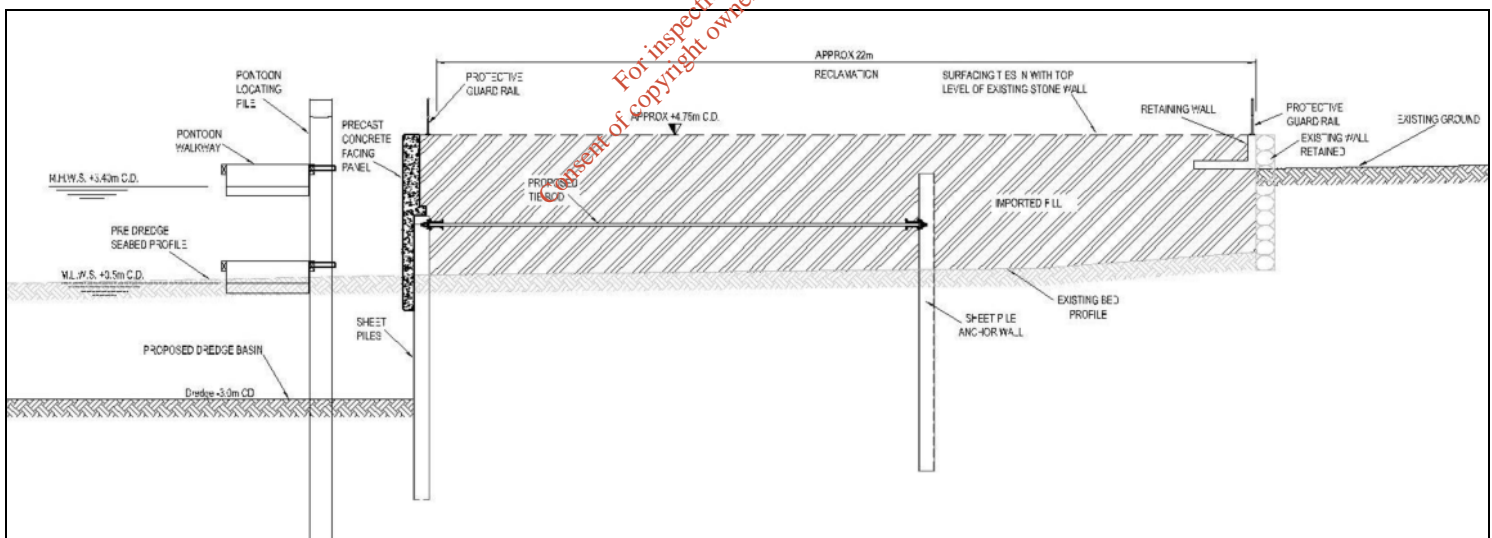 For inspecti
Consent of copyright owne
APPROX 22m
RECLAMATION
PONTOON
LOCATING
PILE
PROTECTIVE
GUARD RAIL
SURFACING TIES IN WITH TOP
LEVEL OF EXISTING STONE WALL
RETAINING WALL
PROTECTIVE
GUARD RAIL
EXISTING GROUND
EXISTING WALL
RETAINED
PONTOON
WALKWAY
PRECAST
CONCRETE
FACING
PANEL
APPROX +4.75m C.D.
M.H.W.S. +3.40m C.D.
PROPOSED
TIE ROD
IMPORTED FILL
PRE DREDGE
SEABED PROFILE
M.L.W.S. +0.5m C.D.
EXISTING BED
PROFILE
SHEET
PILES
SHEET PILE
ANCHOR WALL
PROPOSED DREDGE BASIN
Dredge -3.0m CD